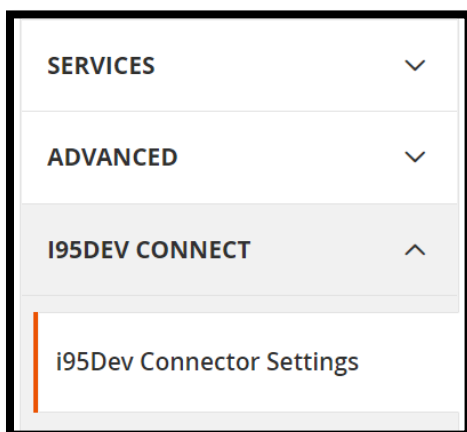 SERVICES
ADVANCED
I95DEV CONNECT
i95Dev Connector Settings